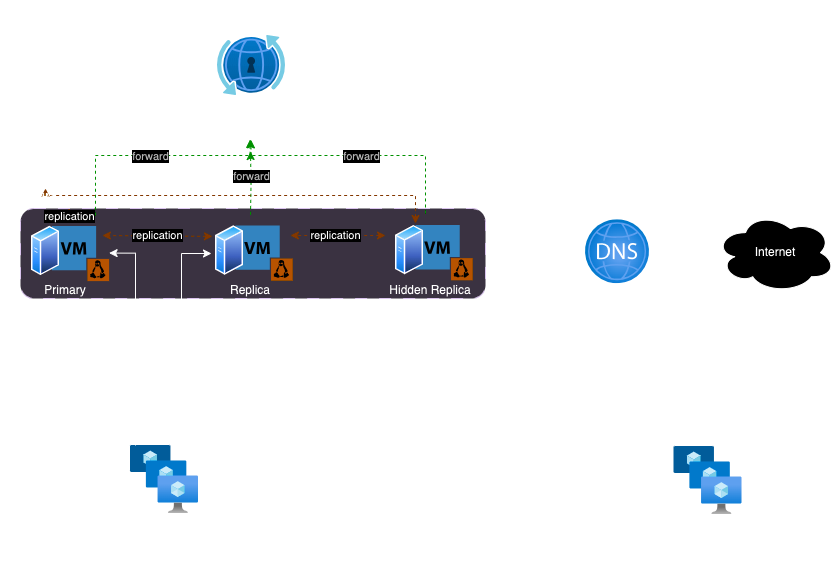 forward
forward
forward
replication
VM
replication
VM
replication
VM
Primary
Replica
Hidden Replica
DNS
Internet